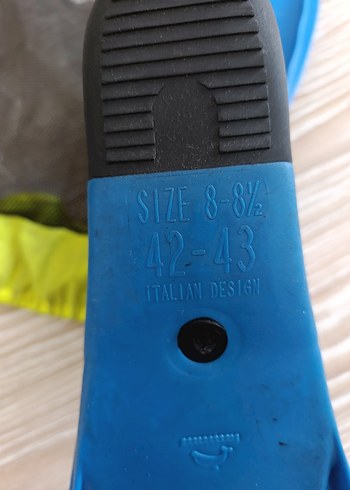 SIZE 8-8½
42-43
ITALIAN DESIGN